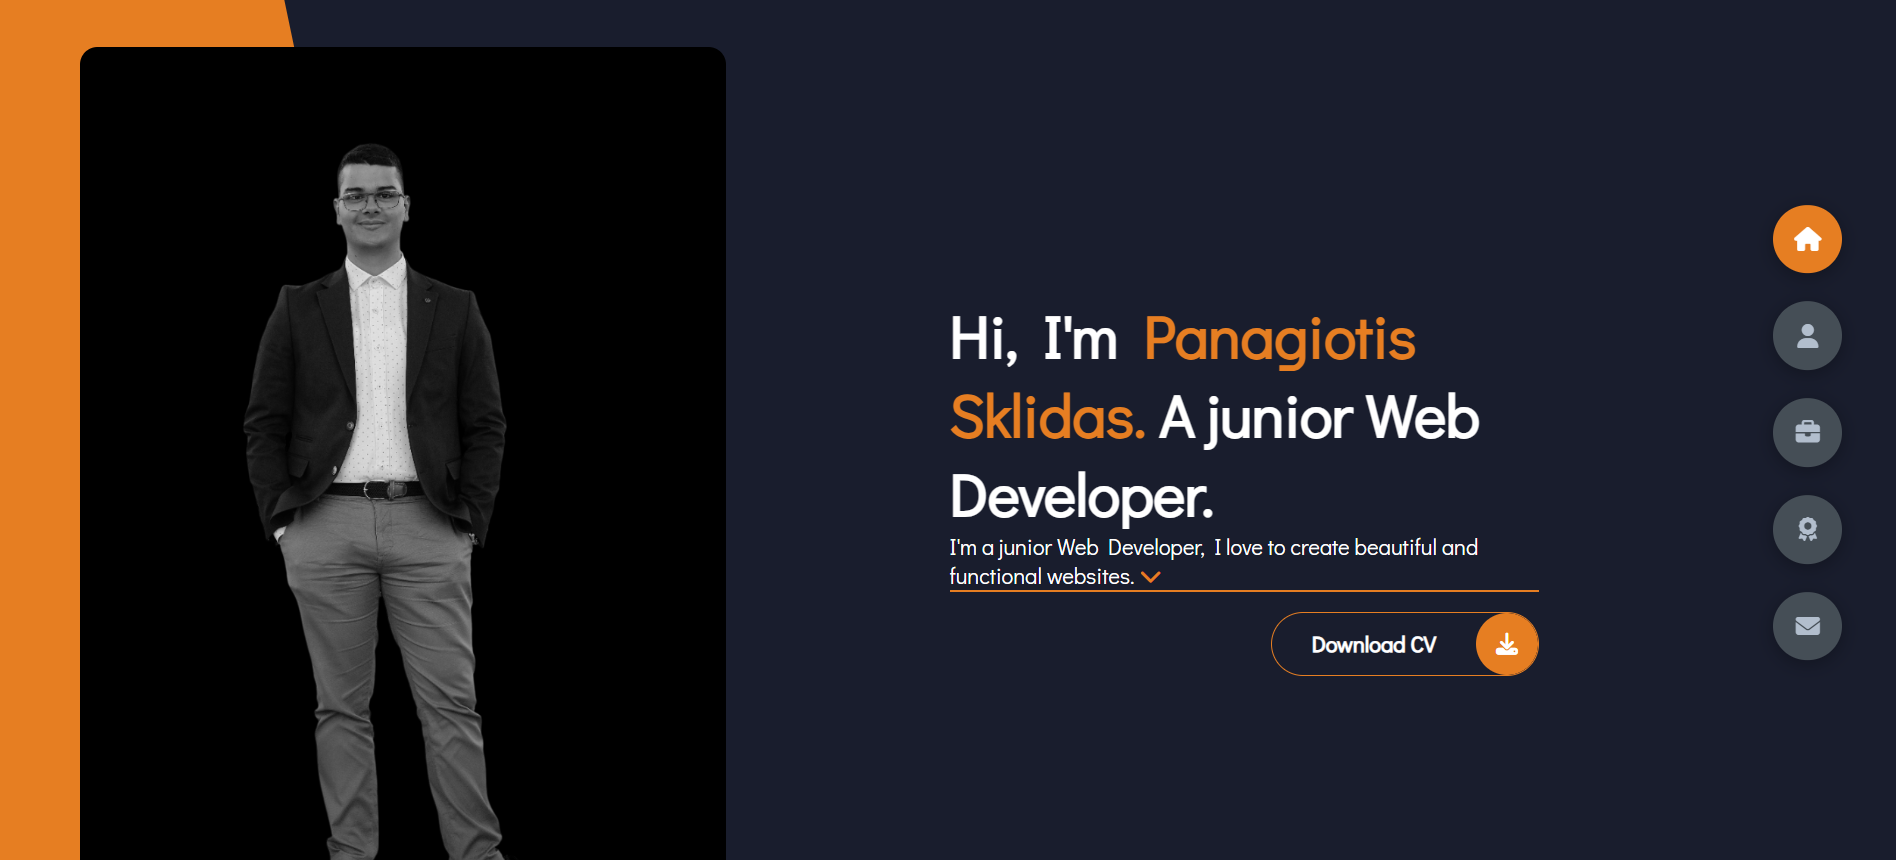 Hi, I'm Panagiotis
Sklidas. A junior Web
Developer.
I'm a junior Web Developer, I love to create beautiful and
functional websites.
Download CV